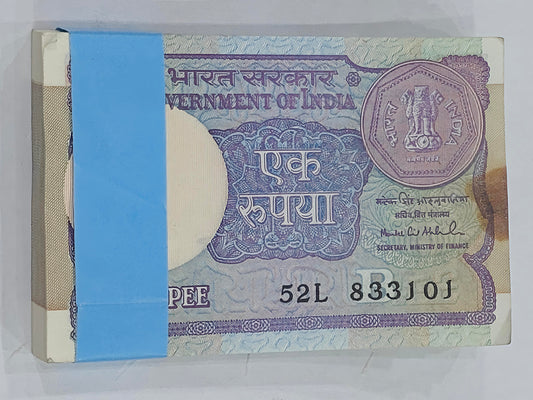 भारत सरकार
VERNMENT OF INDIA
भारत INDIA
एक
रुपया
सचिव, वित्त मंत्रालय
SECRETARY, MINISTRY OF FINANCE
PEE
52L 833101
B